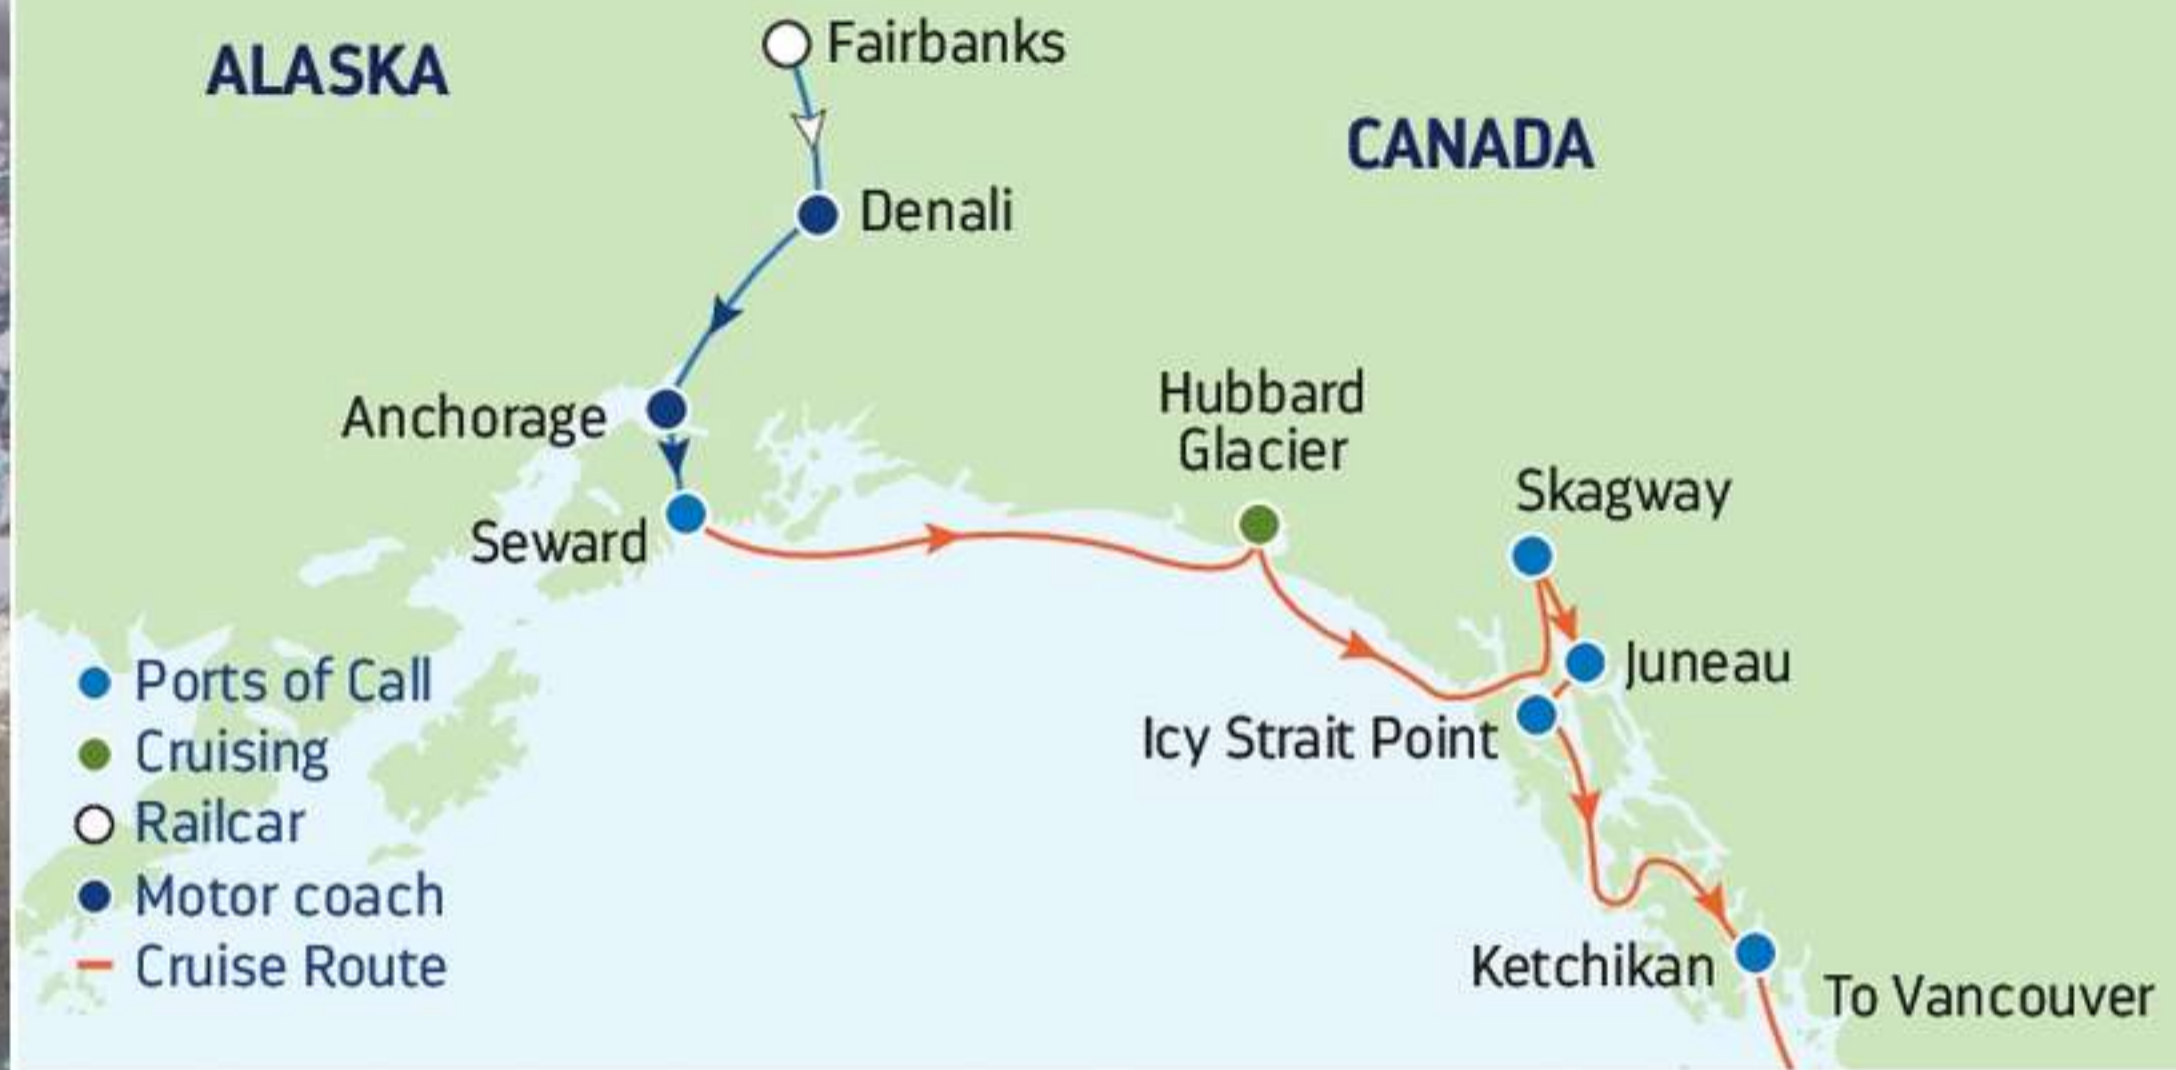 ALASKA
Fairbanks
CANADA
Denali
Anchorage
Hubbard
Glacier
Skagway
Seward
Juneau
Icy Strait Point
Ketchikan
To Vancouver
Ports of Call
Cruising
Railcar
Motor coach
Cruise Route